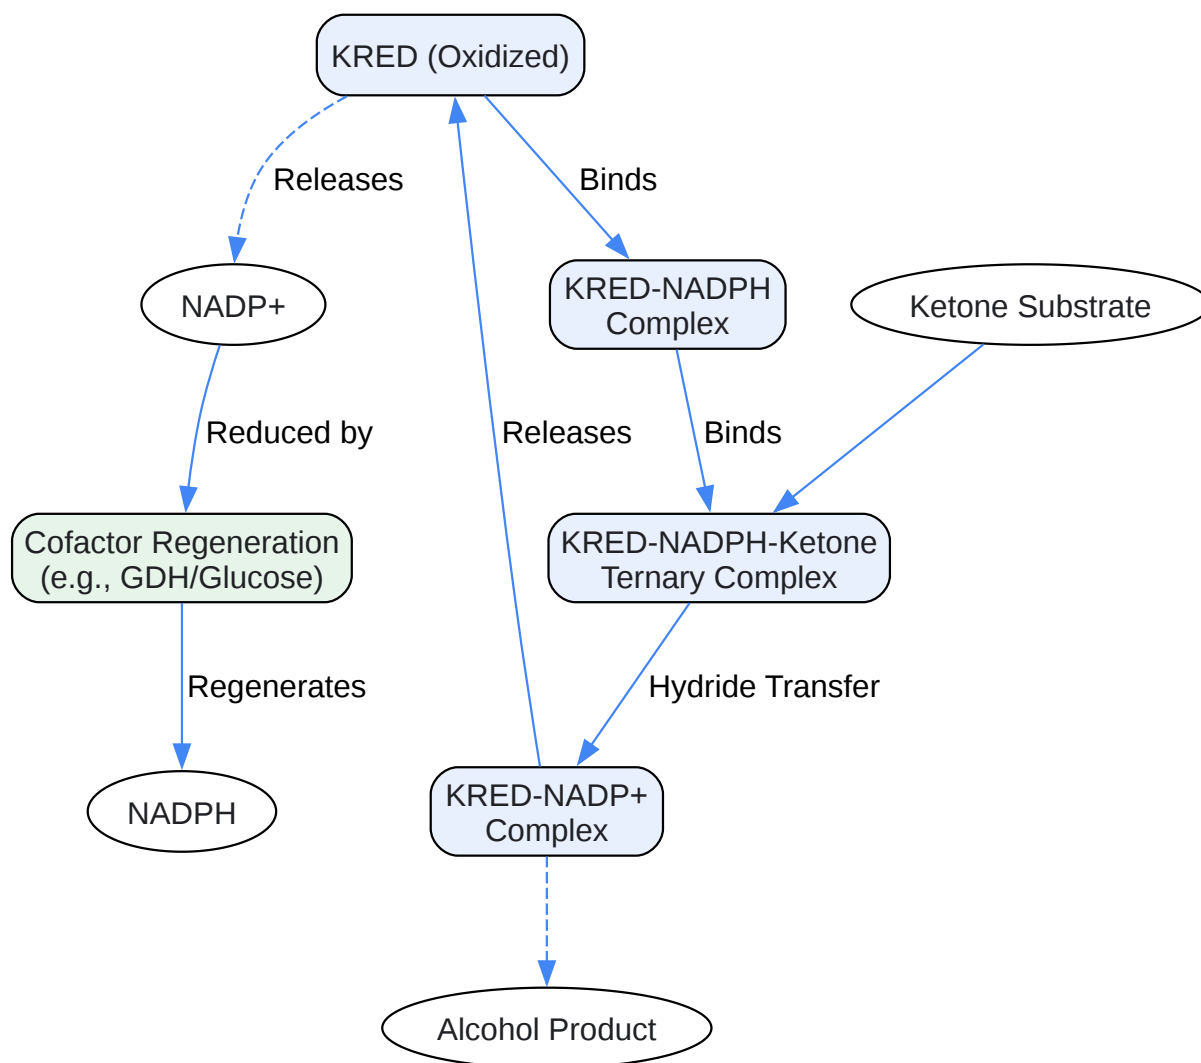 KRED (Oxidized)
Releases
Binds
NADP+
KRED-NADPH
Complex
Ketone Substrate
Reduced by
Releases
Binds
Cofactor Regeneration
(e.g., GDH/Glucose)
KRED-NADPH-Ketone
Ternary Complex
Regenerates
Hydride Transfer
NADPH
KRED-NADP+
Complex
Alcohol Product